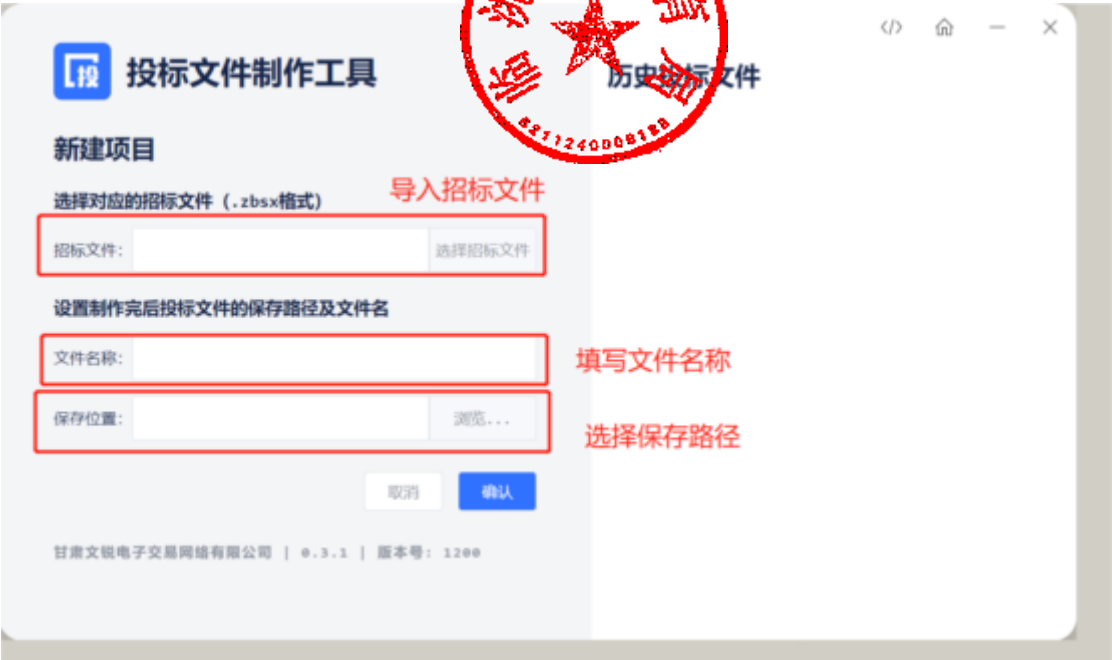 投标文件制作工具
历史投标文件
6211240008188
新建项目
导入招标文件
选择对应的招标文件（.zbsx格式）
招标文件：
选择招标文件
设置制作完后投标文件的保存路径及文件名
文件名称：
填写文件名称
保存位置：
浏览...
选择保存路径
取消
确认
甘肃文锐电子交易网络有限公司 | 0.3.1 | 版本号：1200